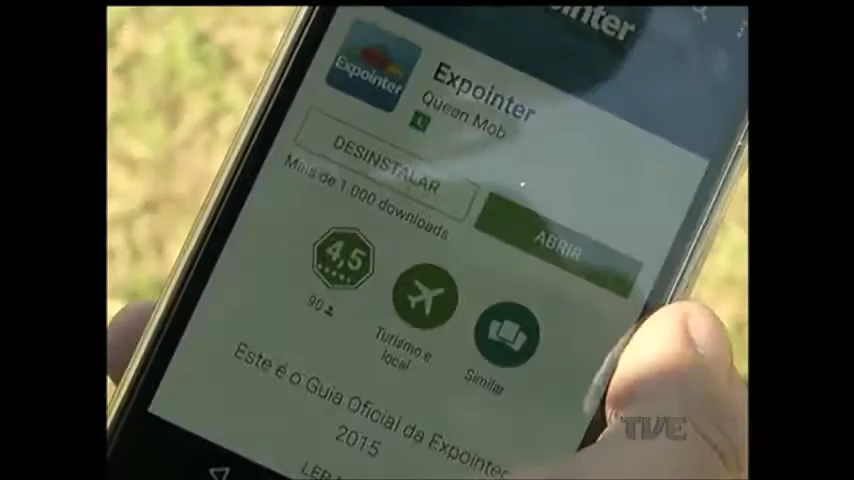 Expointer
Expointer
Queen Mob
L
DESINSTALAR
ABRIR
Mais de 1.000 downloads
4,5
90
Turismo e
local
Similar
Este é o Guia Oficial da Expointer
2015
TVE